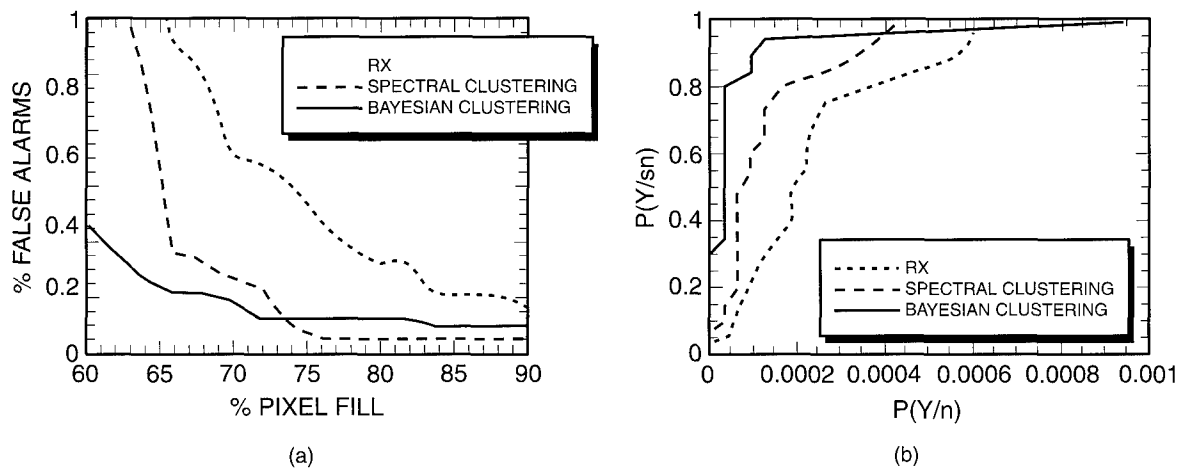 1
0.8
0.6
0.4
0.2
0
% FALSE ALARMS
RX
SPECTRAL CLUSTERING
BAYESIAN CLUSTERING
60
65
70
75
80
85
90
% PIXEL FILL
(a)
1
0.8
0.6
0.4
0.2
0
P(Y/sn)
RX
SPECTRAL CLUSTERING
BAYESIAN CLUSTERING
0
0.0002
0.0004
0.0006
0.0008
0.001
P(Y/n)
(b)